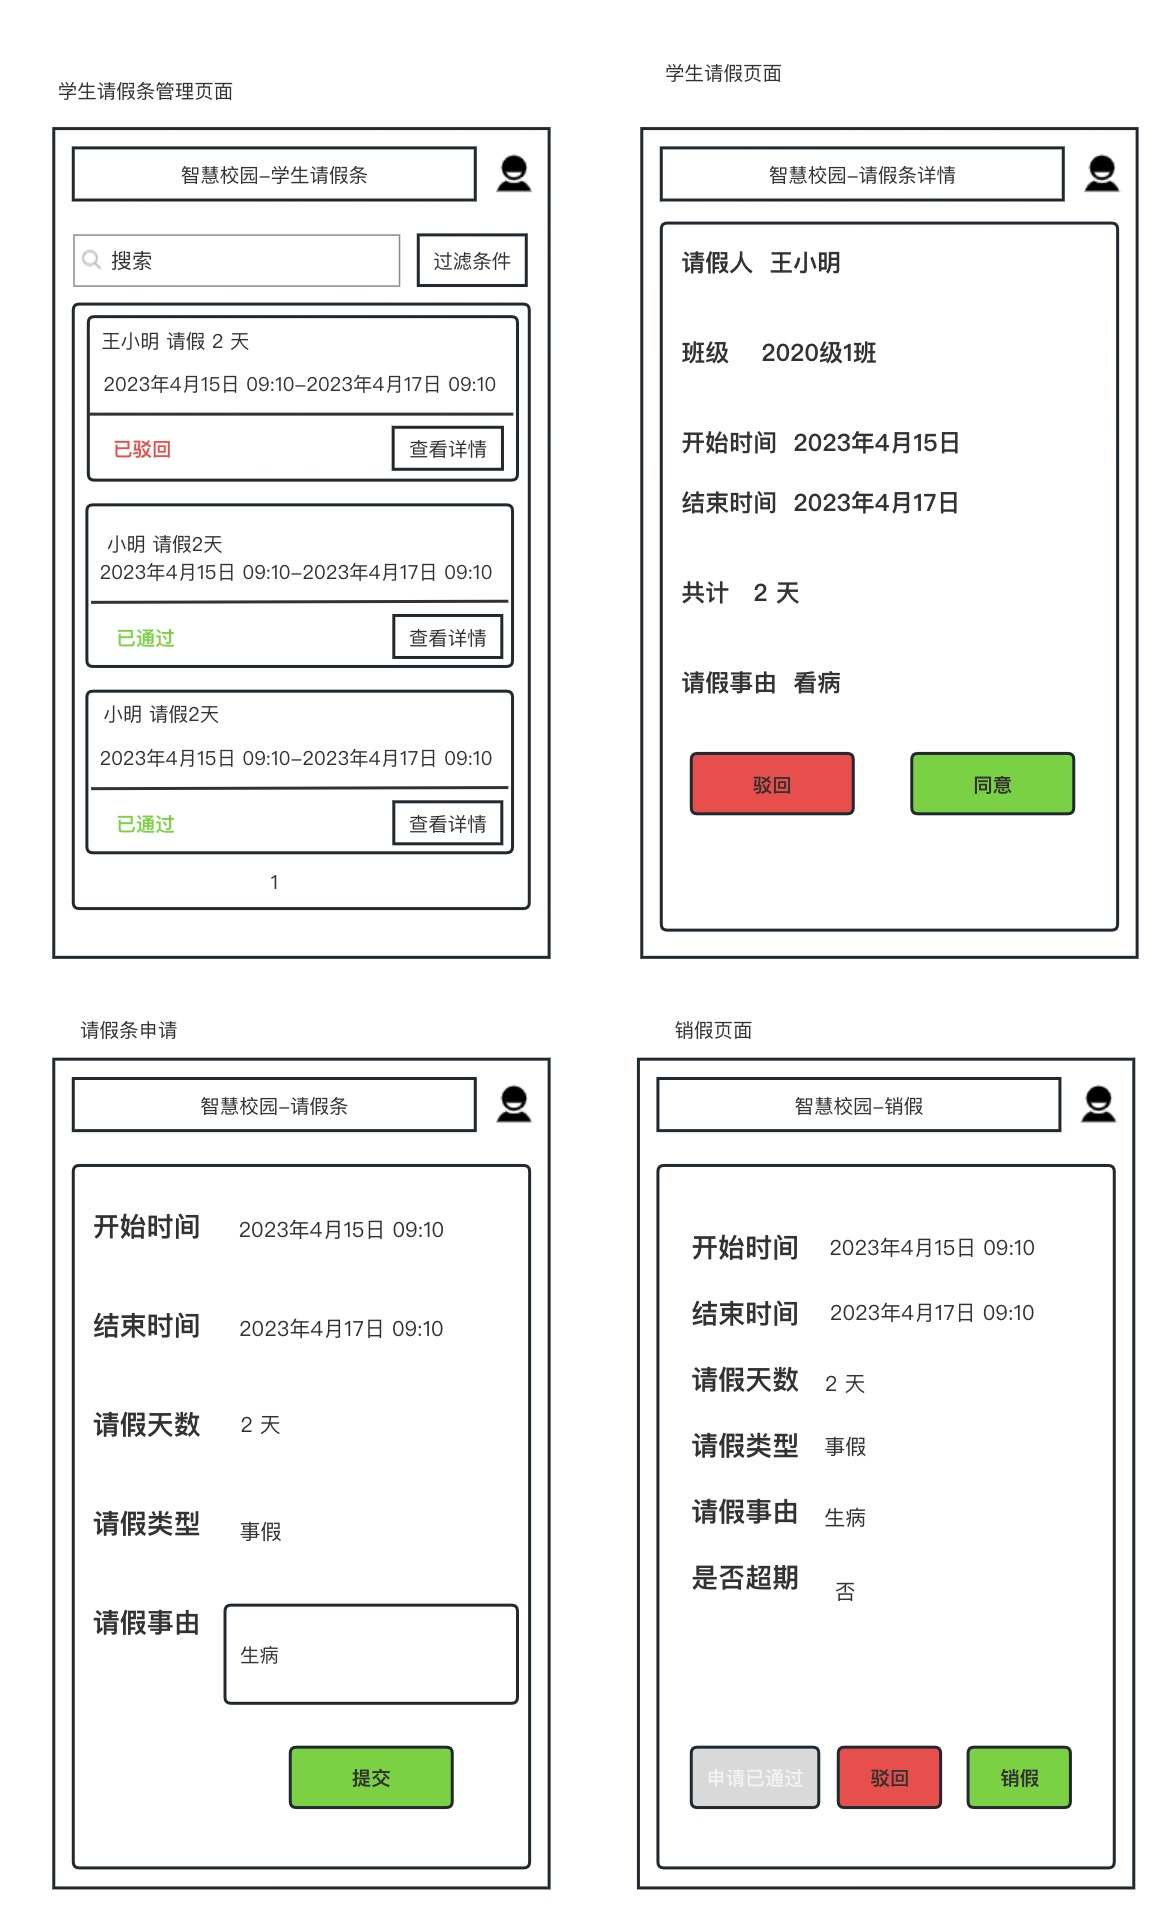 学生请假条管理页面
智慧校园–学生请假条
搜索
过滤条件
王小明 请假 2 天
2023年4月15日 09:10–2023年4月17日 09:10
已驳回
查看详情
小明 请假2天
2023年4月15日 09:10–2023年4月17日 09:10
已通过
查看详情
小明 请假2天
2023年4月15日 09:10–2023年4月17日 09:10
已通过
查看详情
1
学生请假页面
智慧校园–请假条详情
请假人 王小明
班级 2020级1班
开始时间 2023年4月15日
结束时间 2023年4月17日
共计 2 天
请假事由 看病
驳回
同意
请假条申请
智慧校园–请假条
开始时间 2023年4月15日 09:10
结束时间 2023年4月17日 09:10
请假天数 2 天
请假类型 事假
请假事由
生病
提交
销假页面
智慧校园–销假
开始时间 2023年4月15日 09:10
结束时间 2023年4月17日 09:10
请假天数 2 天
请假类型 事假
请假事由 生病
是否超期 否
申请已通过
驳回
销假